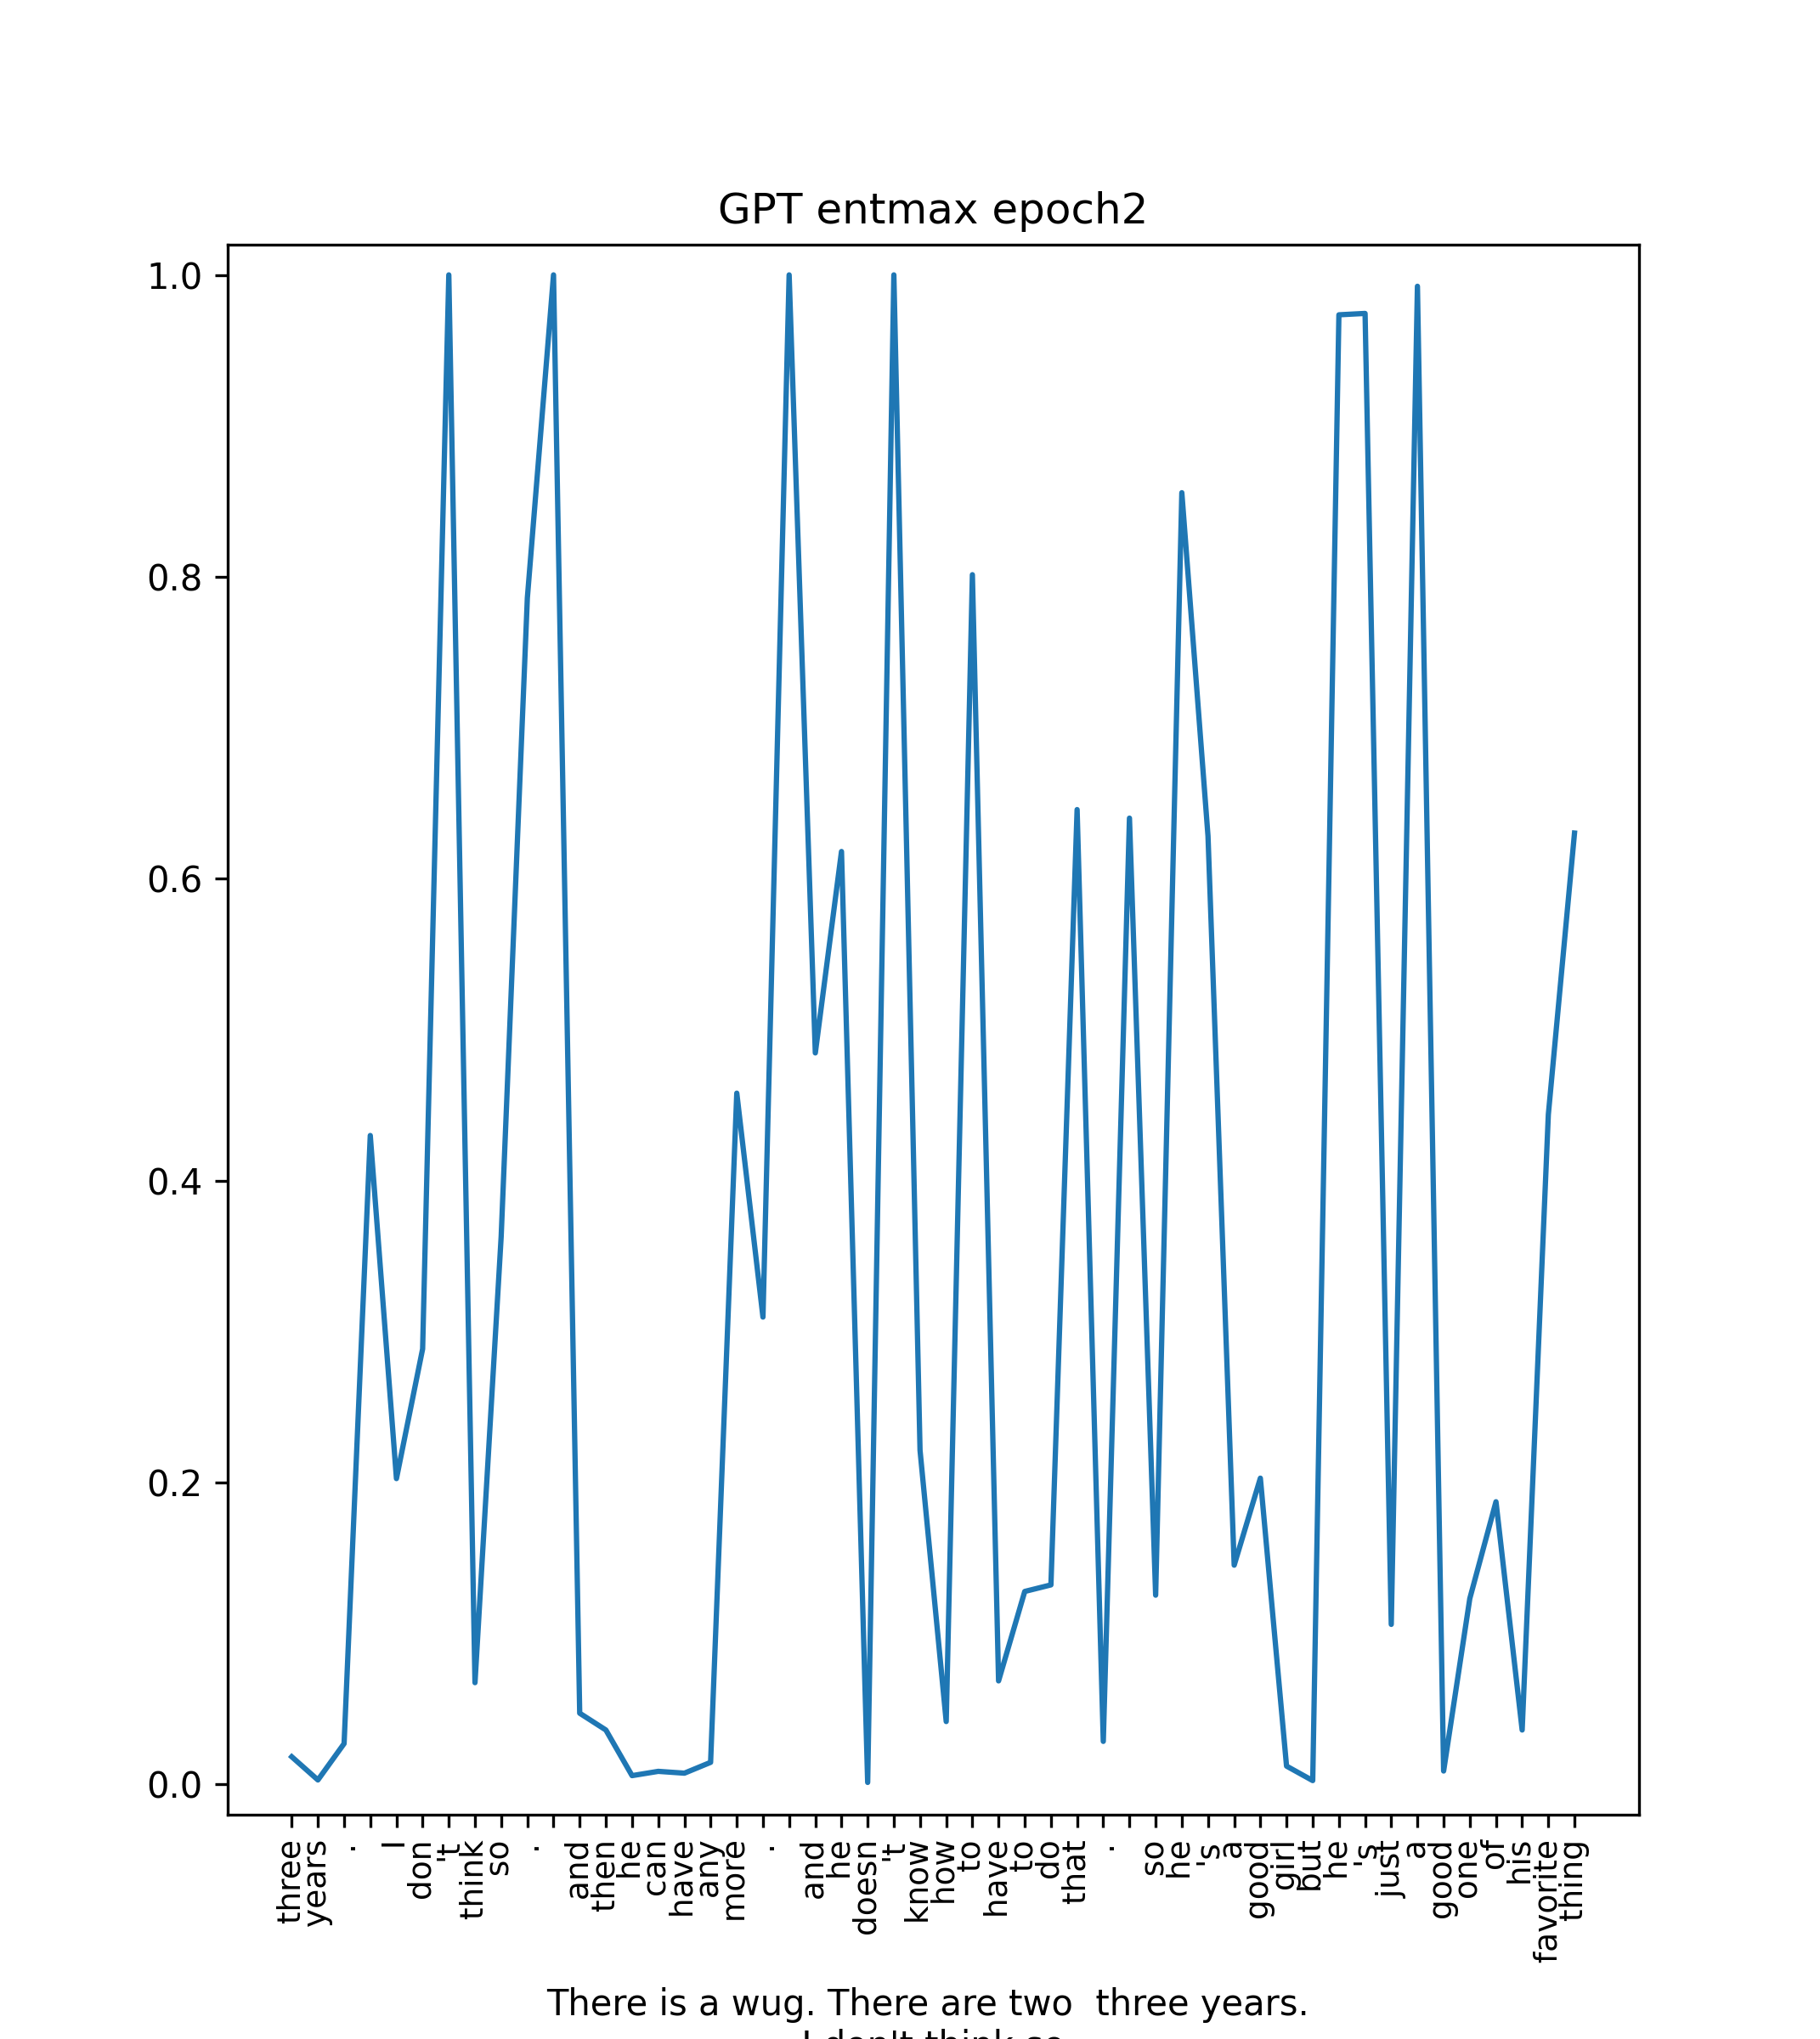 GPT entmax epoch2
1.0
0.8
0.6
0.4
0.2
0.0
three
years
.
I
don
't
think
so
.
and
then
he
can
have
any
more
.
and
he
doesn
't
know
how
to
have
to
do
that
.
so
he
's
a
good
girl
but
he
's
just
a
good
one
of
his
favorite
thing
There is a wug. There are two  three years.
I don't think so